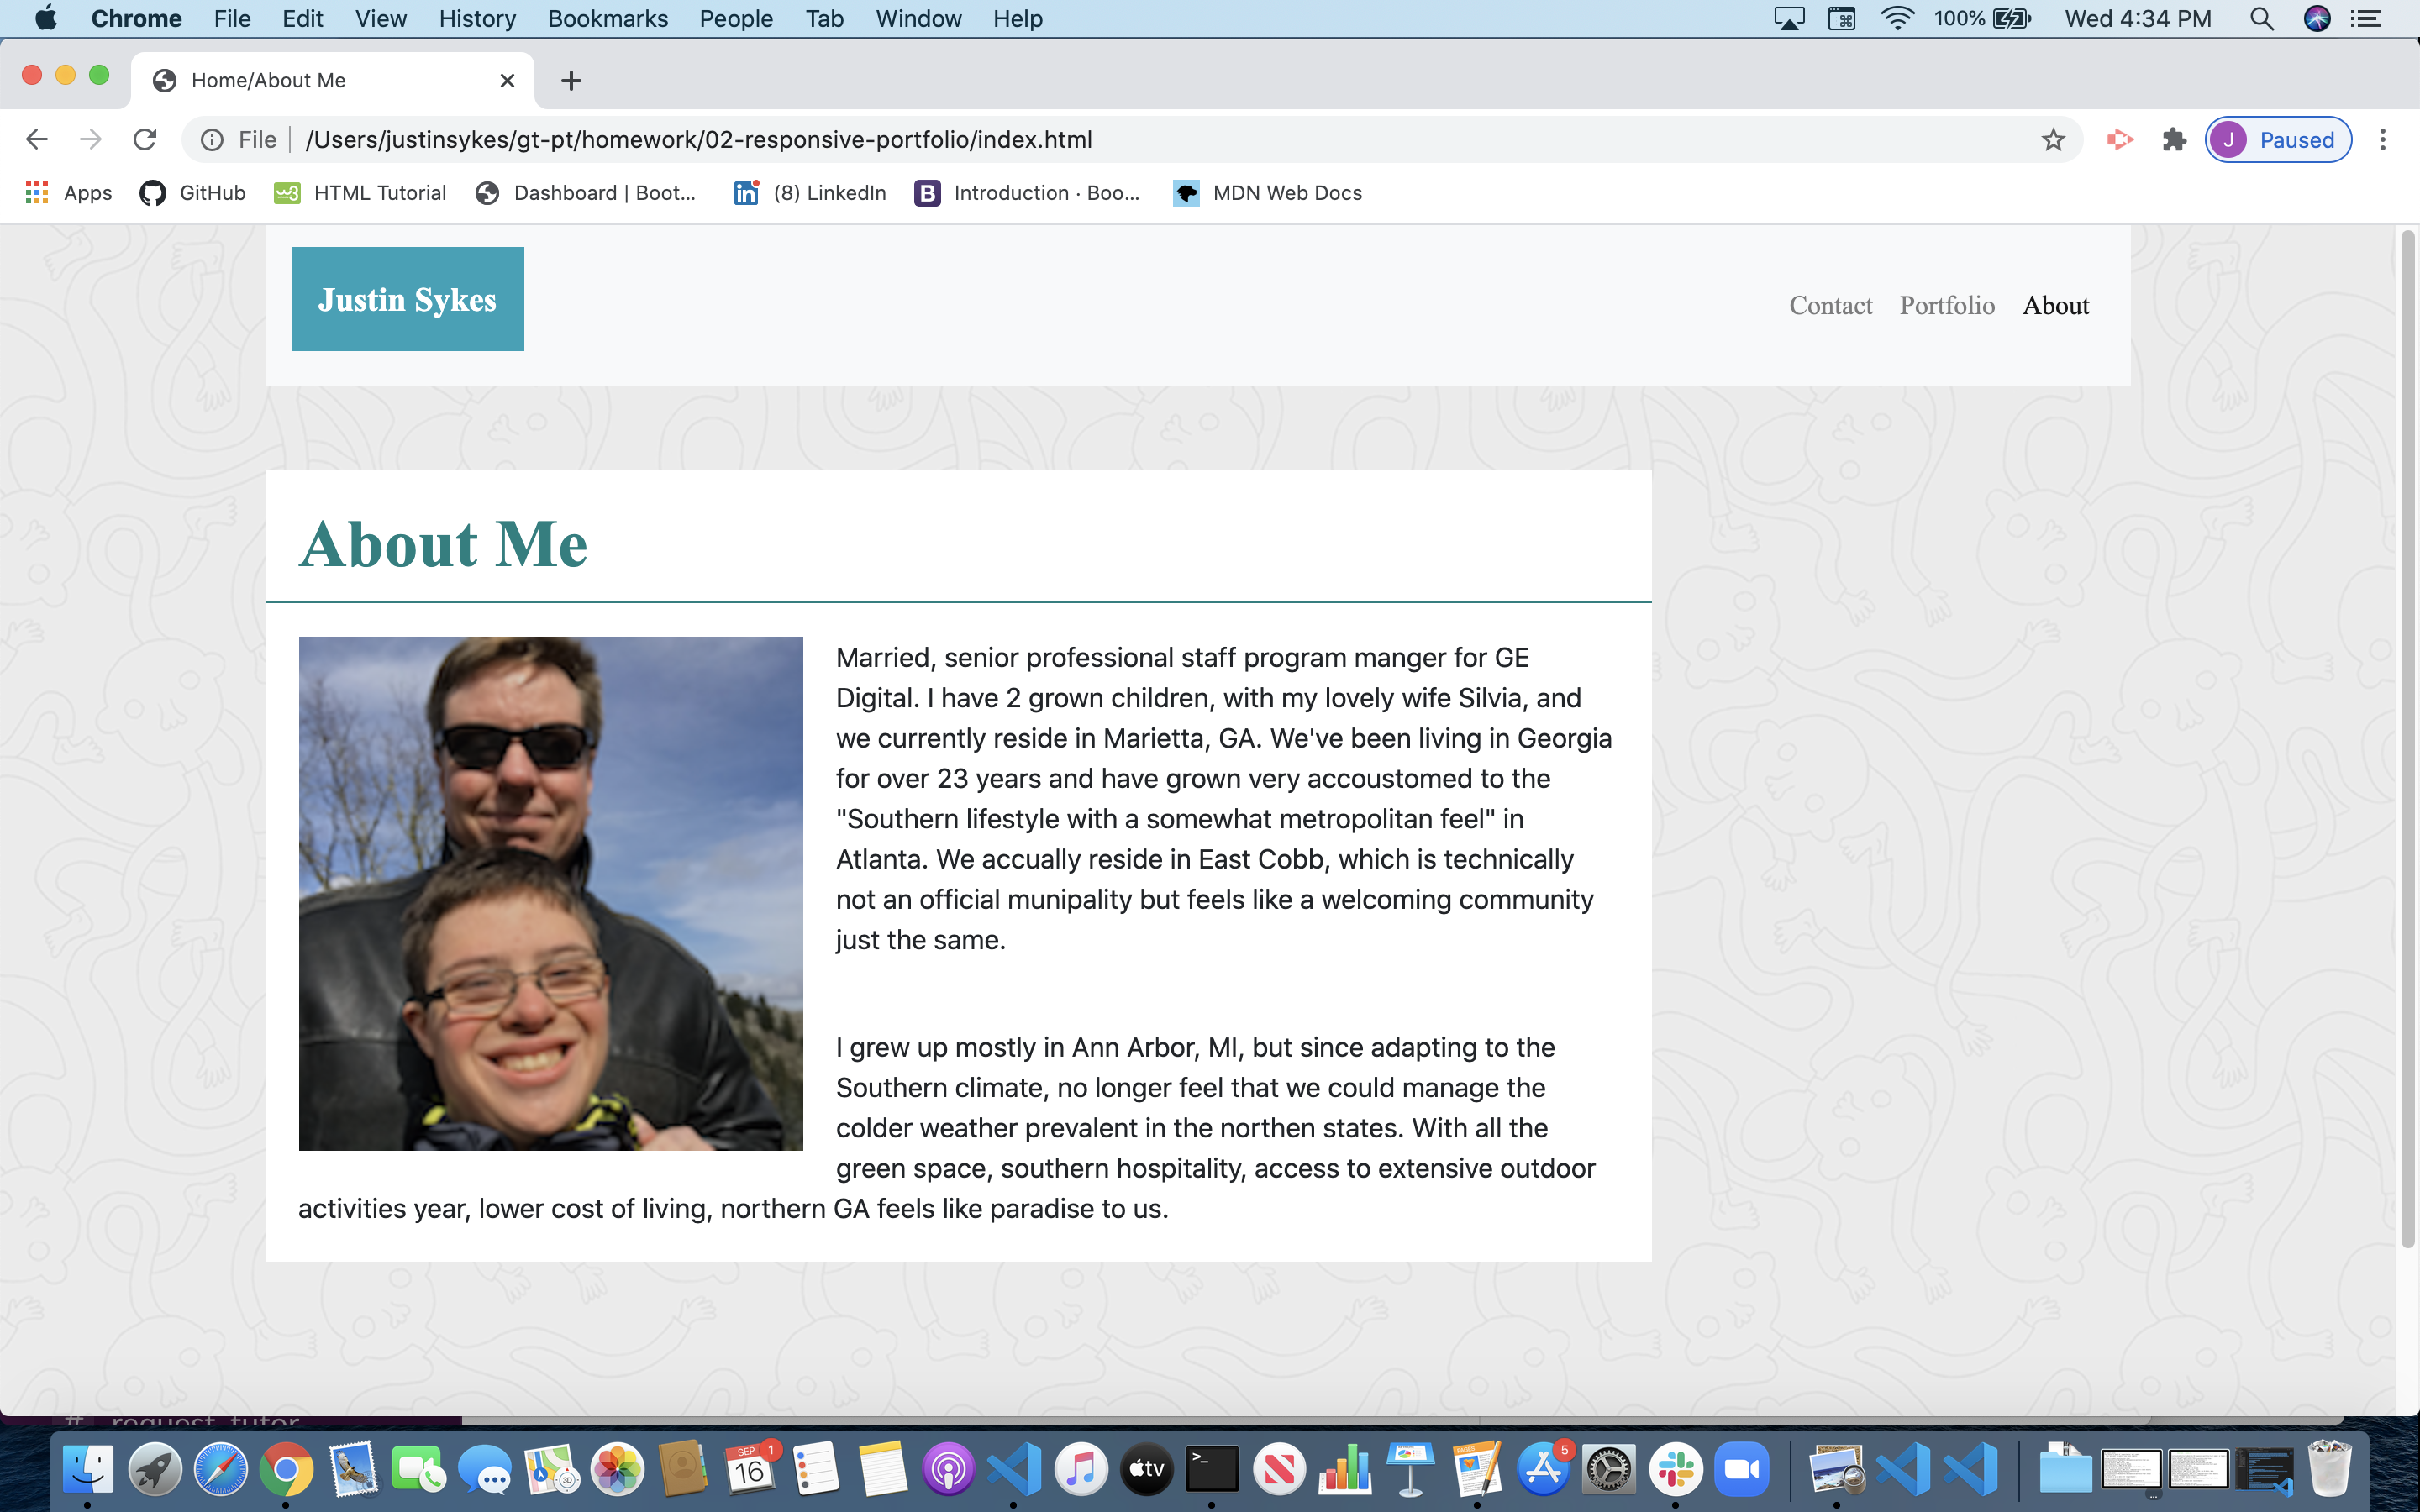 Chrome File Edit View History Bookmarks People Tab Window Help 100% Wed 4:34 PM
Home/About Me
File /Users/justinsykes/gt-pt/homework/02-responsive-portfolio/index.html J Paused
Apps GitHub HTML Tutorial Dashboard | Boot... (8) LinkedIn Introduction · Boo... MDN Web Docs
Justin Sykes
Contact Portfolio About
About Me
Married, senior professional staff program manger for GE
Digital. I have 2 grown children, with my lovely wife Silvia, and
we currently reside in Marietta, GA. We've been living in Georgia
for over 23 years and have grown very accoustomed to the
"Southern lifestyle with a somewhat metropolitan feel" in
Atlanta. We accually reside in East Cobb, which is technically
not an official munipality but feels like a welcoming community
just the same.
I grew up mostly in Ann Arbor, MI, but since adapting to the
Southern climate, no longer feel that we could manage the
colder weather prevalent in the northen states. With all the
green space, southern hospitality, access to extensive outdoor
activities year, lower cost of living, northern GA feels like paradise to us.
# request tutor
SEP 16 1 tv PAGES 5